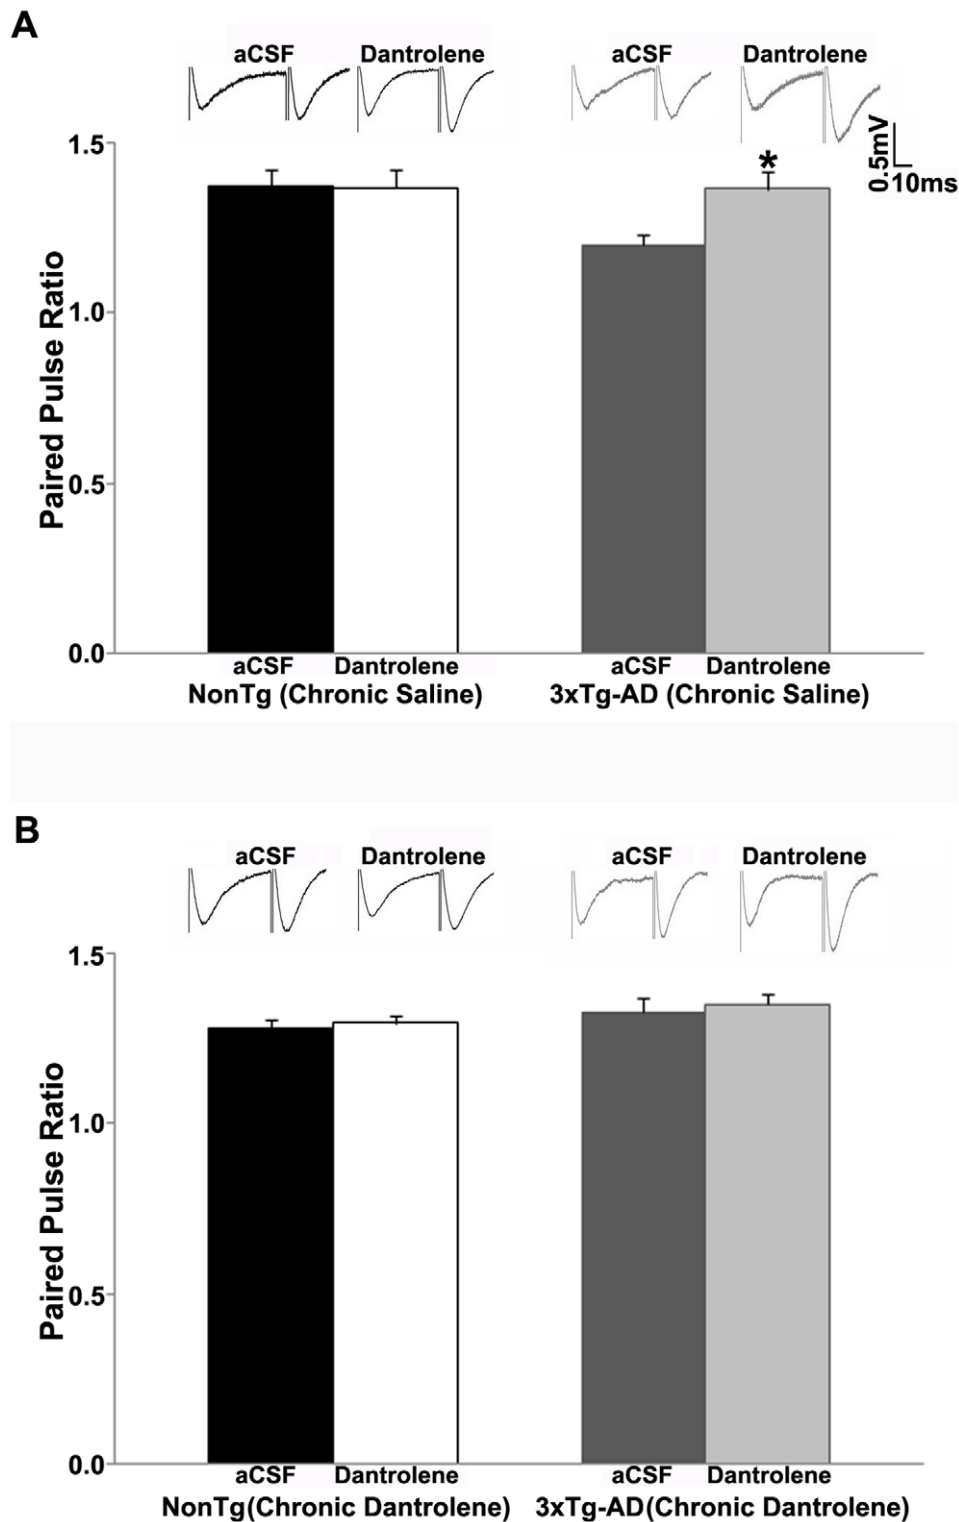 A
aCSF Dantrolene aCSF Dantrolene
0.5mV
10ms
*
1.5
1.0
0.5
0.0
Paired Pulse Ratio
aCSF Dantrolene aCSF Dantrolene
NonTg (Chronic Saline) 3xTg-AD (Chronic Saline)
B
aCSF Dantrolene aCSF Dantrolene
1.5
1.0
0.5
0.0
Paired Pulse Ratio
aCSF Dantrolene aCSF Dantrolene
NonTg(Chronic Dantrolene) 3xTg-AD(Chronic Dantrolene)